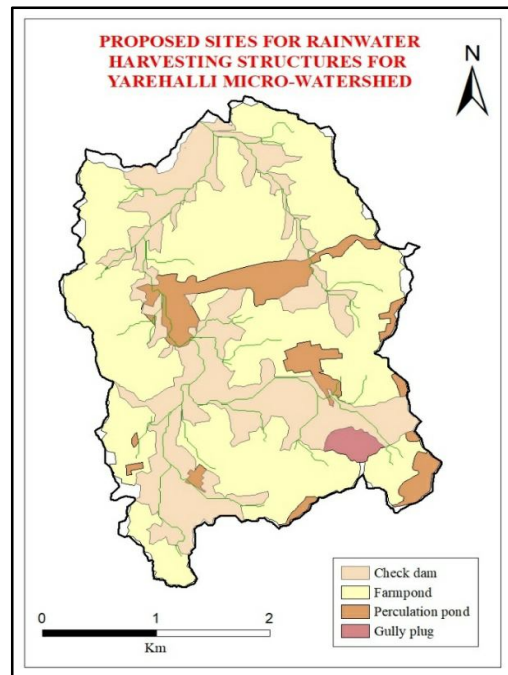 PROPOSED SITES FOR RAINWATER
HARVESTING STRUCTURES FOR
YAREHALLI MICRO-WATERSHED
N
Check dam
Farmpond
Perculation pond
Gully plug
0 1 2
Km